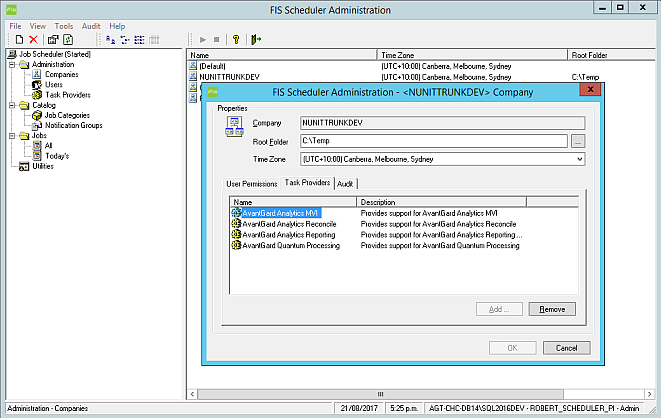 FIS Scheduler Administration
File View Tools Audit Help
Job Scheduler (Started)
Administration
Companies
Users
Task Providers
Catalog
Job Categories
Notification Groups
Jobs
All
Today's
Utilities
Name Time Zone Root Folder
(Default) (UTC+10:00) Canberra, Melbourne, Sydney
NUNITTRUNKDEV (UTC+10:00) Canberra, Melbourne, Sydney C:\Temp
FIS Scheduler Administration - <NUNITTRUNKDEV> Company
Properties
Company NUNITTRUNKDEV
Root Folder C:\Temp
...
Time Zone (UTC+10:00) Canberra, Melbourne, Sydney
User Permissions Task Providers Audit
Name Description
AvantGard Analytics MVI Provides support for AvantGard Analytics MVI
AvantGard Analytics Reconcile Provides support for AvantGard Analytics Reconcile
AvantGard Analytics Reporting Provides support for AvantGard Analytics Reporting ...
AvantGard Quantum Processing Provides support for AvantGard Quantum Processing
Add ... Remove
OK Cancel
Administration - Companies 21/08/2017 5:25 p.m. AGT-CHC-DB14\SQL2016DEV - ROBERT_SCHEDULER_PI - Admin